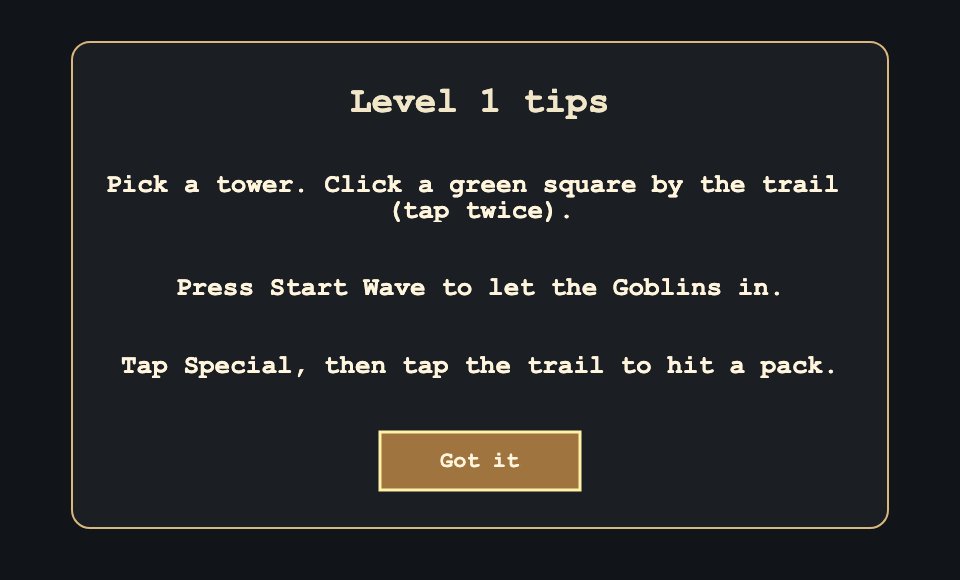 Level 1 tips
Pick a tower. Click a green square by the trail
(tap twice).
Press Start Wave to let the Goblins in.
Tap Special, then tap the trail to hit a pack.
Got it